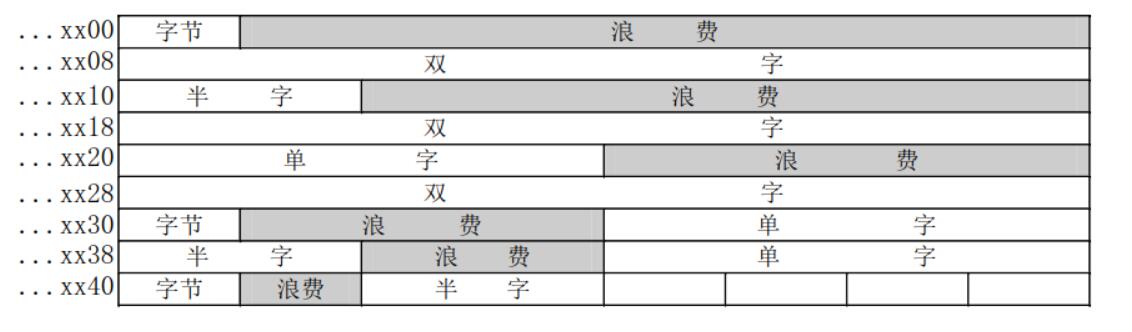 ...xx00 字节 浪 费
...xx08 双 字
...xx10 半 字 浪 费
...xx18 双 字
...xx20 单 字 浪 费
...xx28 双 字
...xx30 字节 浪 费 单 字
...xx38 半 字 浪 费 单 字
...xx40 字节 浪费 半 字